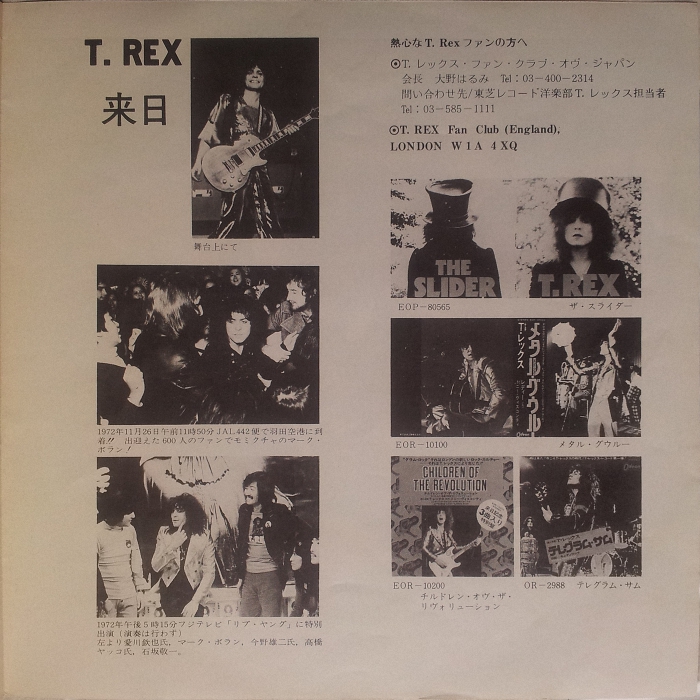 T. REX
来日
舞台上にて
1972年11月26日午前11時50分JAL442便で羽田空港に到
着!! 出迎えた600人のファンでモミクチャのマーク・
ボラン!
1972年午後5時15分フジテレビ「リブ・ヤング」に特別
出演(演奏は行わず)
左より愛川欽也氏,マーク・ボラン,今野雄二氏,高橋
ヤッコ氏,石坂敬一。
熱心なT. Rexファンの方へ
⦿T. レックス・ファン・クラブ・オヴ・ジャパン
会長 大野はるみ Tel:03-400-2314
問い合わせ先/東芝レコード洋楽部T. レックス担当者
Tel:03-585-1111
⦿T. REX Fan Club (England),
LONDON W1A 4XQ
THE
SLIDER
T.REX
EOP-80565 ザ・スライダー
メタル・グウルー
T.レックス
EOR-10100 メタル・グウルー
CHILDREN OF
THE REVOLUTION
3曲入り
テレグラム・サム
EOR-10200
チルドレン・オヴ・ザ・
リヴォリューション
OR-2988 テレグラム・サム